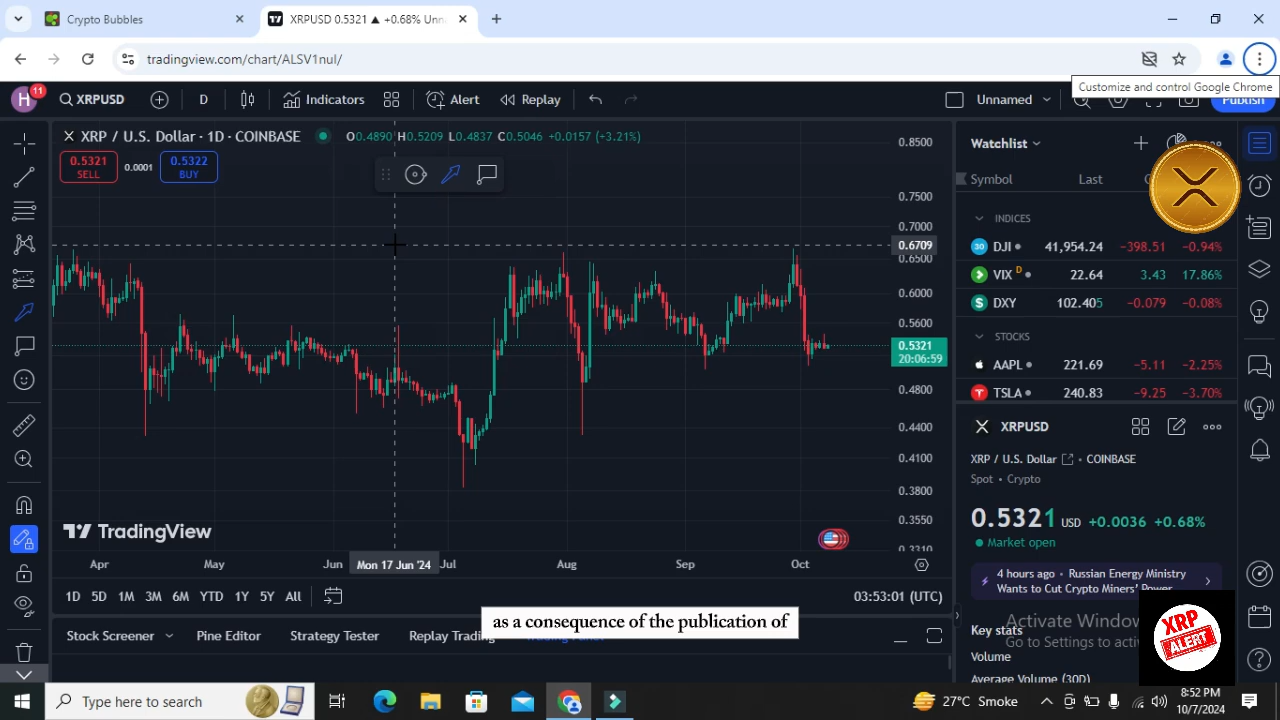 Crypto Bubbles
XRPUSD 0.5321 ▲ +0.68% Unn
tradingview.com/chart/ALSV1nul/
Customize and control Google Chrome
H 11 XRPUSD D Indicators Alert Replay Unnamed Publish
XRP / U.S. Dollar · 1D · COINBASE O0.4890 H0.5209 L0.4837 C0.5046 +0.0157 (+3.21%)
0.5321 SELL 0.0001 0.5322 BUY
0.8500
0.7500
0.7000
0.6709
0.6500
0.6000
0.5600
0.5321
20:06:59
0.4800
0.4400
0.4100
0.3800
0.3550
0.3310
TradingView
Apr May Jun Mon 17 Jun '24 Jul Aug Sep Oct
1D 5D 1M 3M 6M YTD 1Y 5Y All 03:53:01 (UTC)
as a consequence of the publication of
Stock Screener Pine Editor Strategy Tester Replay Trading
Watchlist
Symbol Last
INDICES
DJI 41,954.24 -398.51 -0.94%
VIX D 22.64 3.43 17.86%
DXY 102.405 -0.079 -0.08%
STOCKS
AAPL 221.69 -5.11 -2.25%
TSLA 240.83 -9.25 -3.70%
XRPUSD
XRP / U.S. Dollar · COINBASE
Spot · Crypto
0.5321 USD +0.0036 +0.68%
Market open
4 hours ago · Russian Energy Ministry
Wants to Cut Crypto Miners' Power
Activate Window
Go to Settings to activ
Key stats
Volume
Average Volume (30D)
XRP
ALERT
Type here to search
27°C Smoke
8:52 PM
10/7/2024